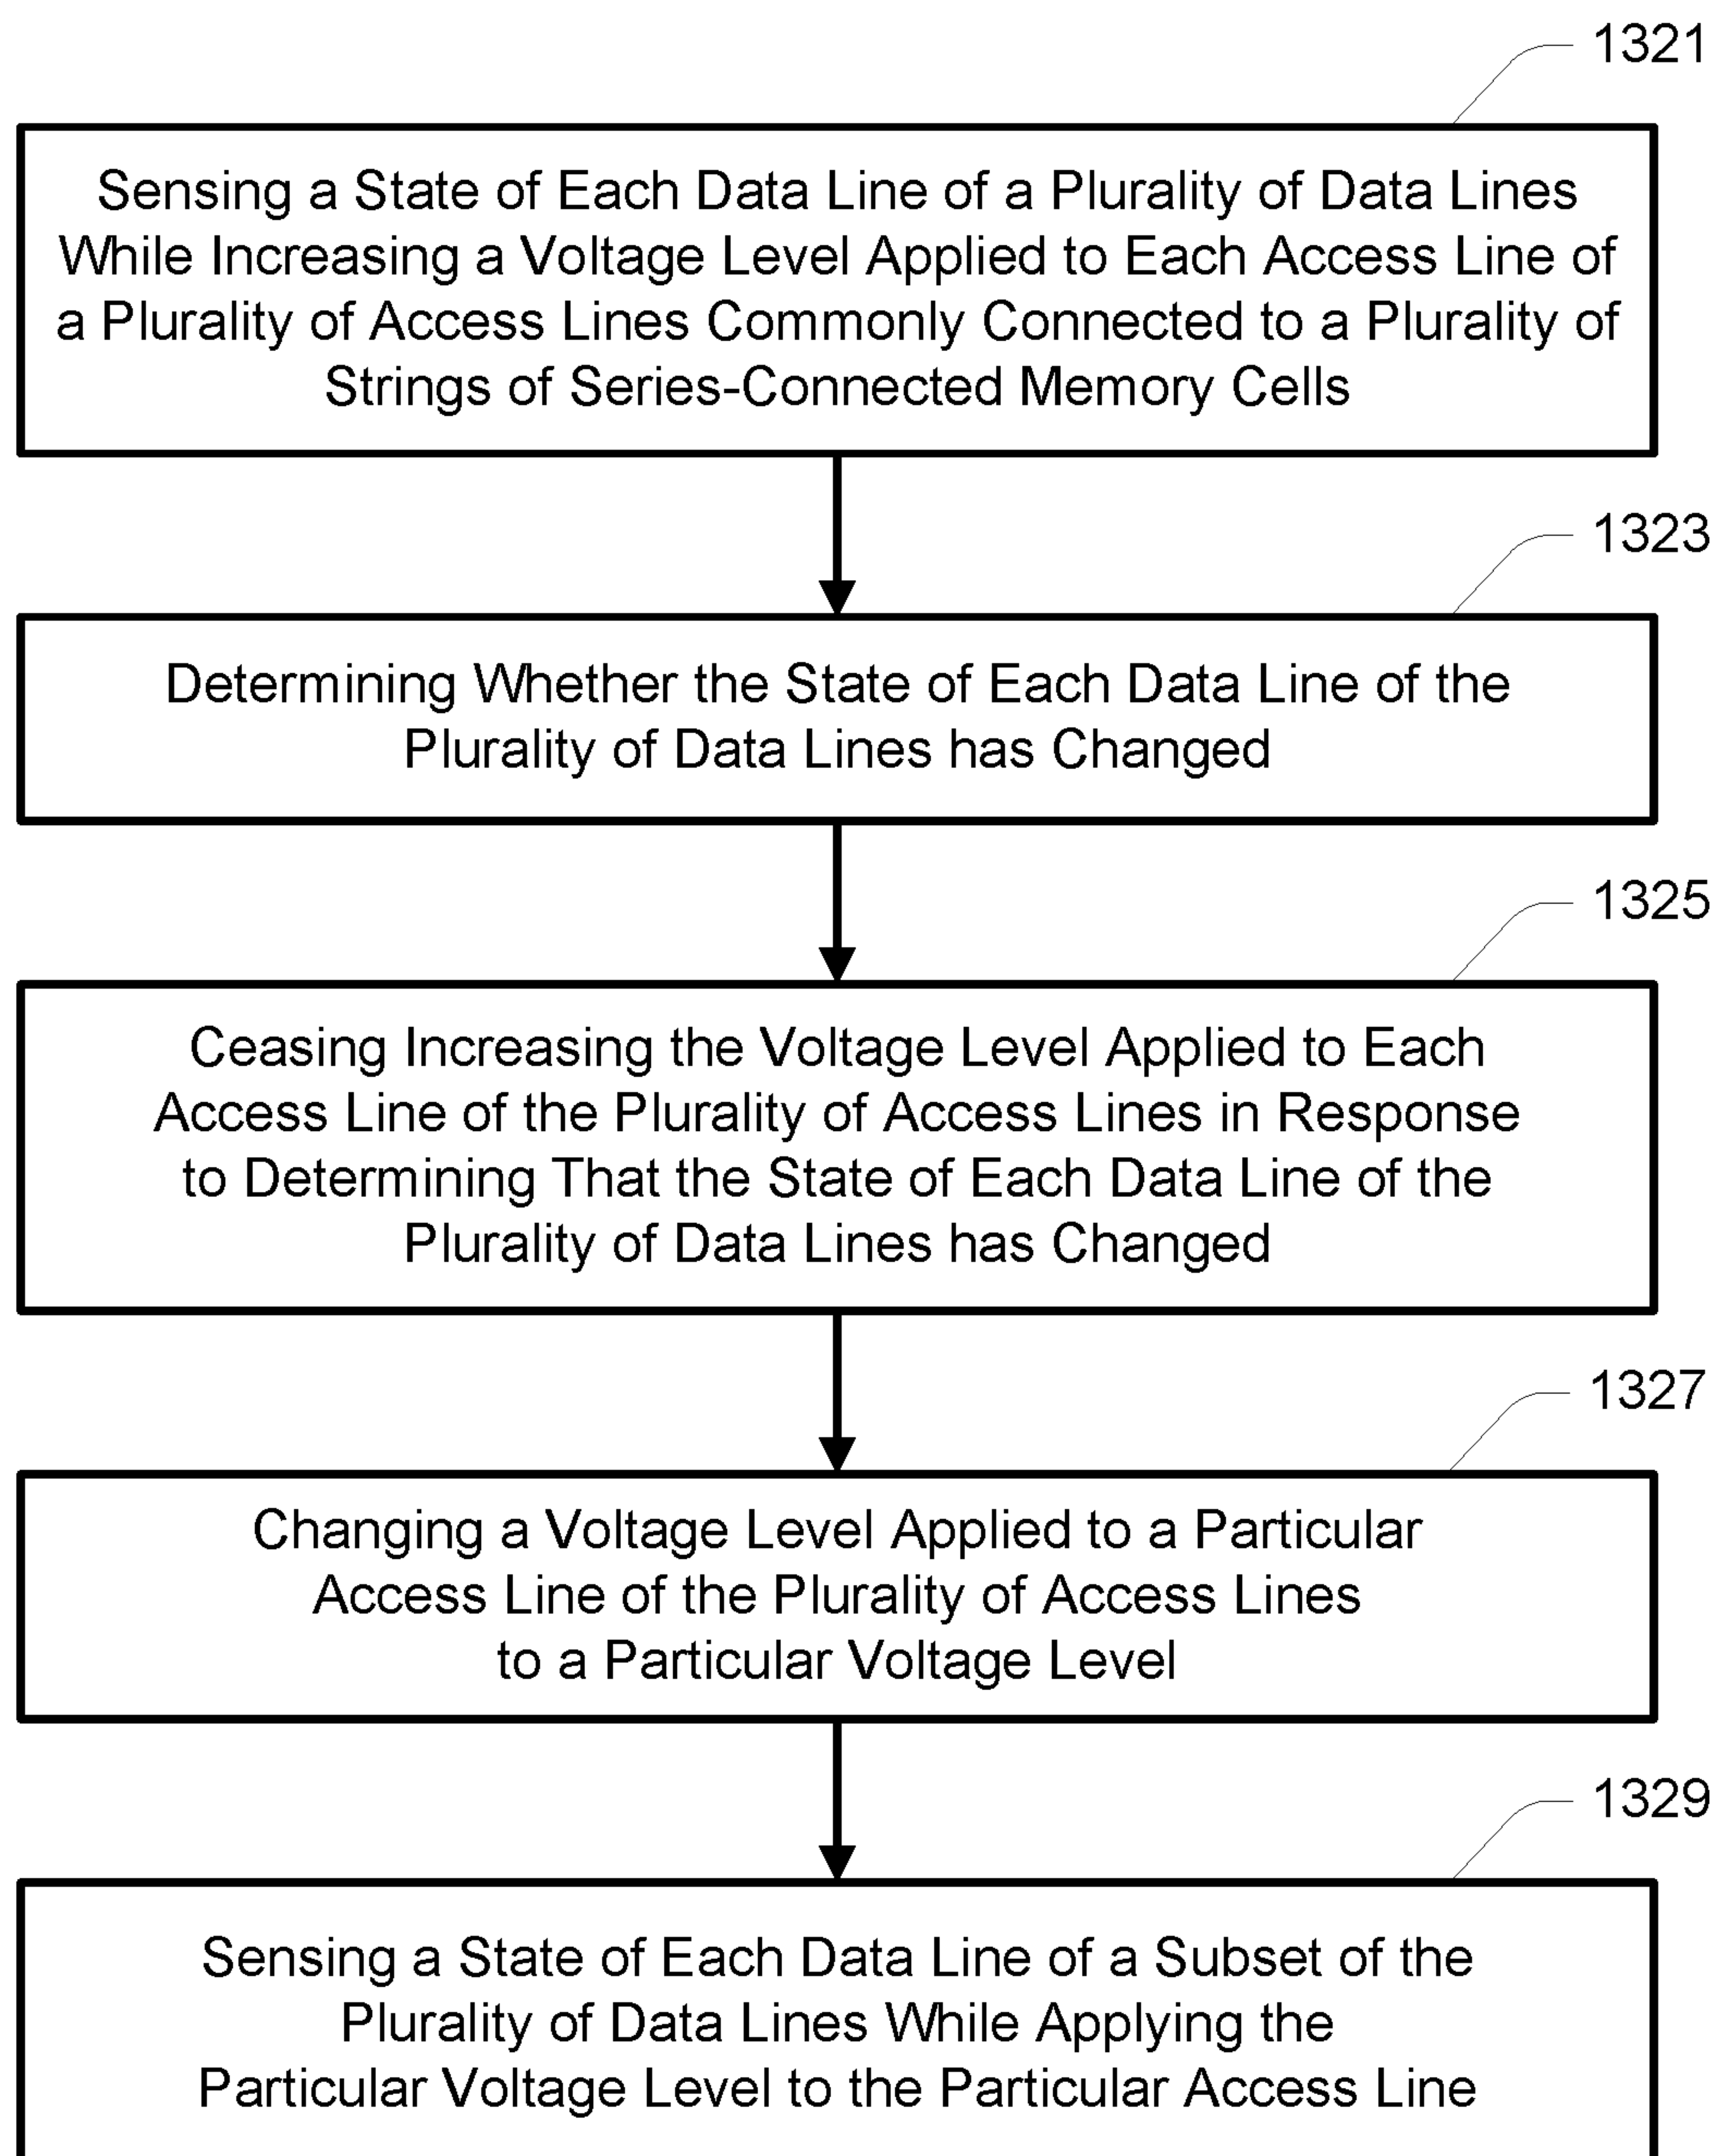 1321
Sensing a State of Each Data Line of a Plurality of Data Lines
While Increasing a Voltage Level Applied to Each Access Line of
a Plurality of Access Lines Commonly Connected to a Plurality of
Strings of Series-Connected Memory Cells
1323
Determining Whether the State of Each Data Line of the
Plurality of Data Lines has Changed
1325
Ceasing Increasing the Voltage Level Applied to Each
Access Line of the Plurality of Access Lines in Response
to Determining That the State of Each Data Line of the
Plurality of Data Lines has Changed
1327
Changing a Voltage Level Applied to a Particular
Access Line of the Plurality of Access Lines
to a Particular Voltage Level
1329
Sensing a State of Each Data Line of a Subset of the
Plurality of Data Lines While Applying the
Particular Voltage Level to the Particular Access Line